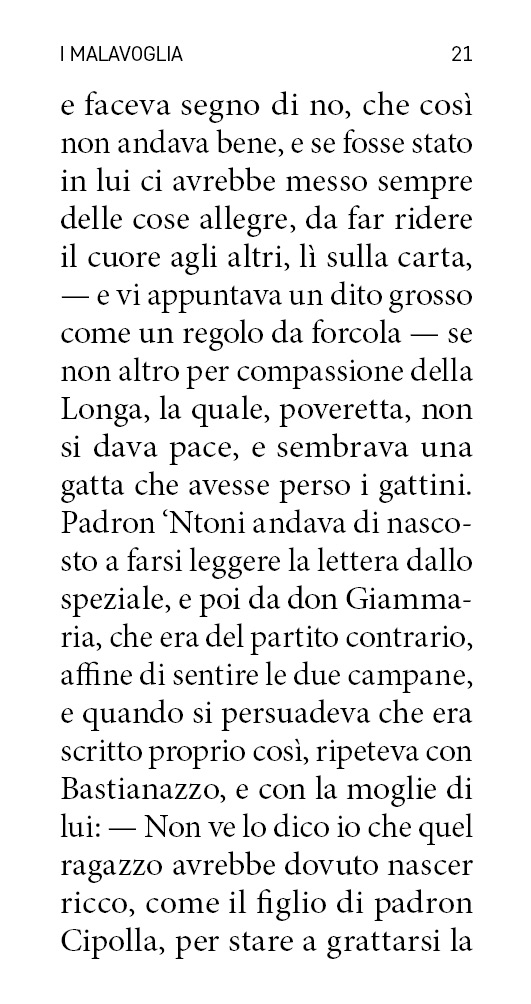 I MALAVOGLIA 21
e faceva segno di no, che così
non andava bene, e se fosse stato
in lui ci avrebbe messo sempre
delle cose allegre, da far ridere
il cuore agli altri, lì sulla carta,
— e vi appuntava un dito grosso
come un regolo da forcola — se
non altro per compassione della
Longa, la quale, poveretta, non
si dava pace, e sembrava una
gatta che avesse perso i gattini.
Padron ‘Ntoni andava di nasco-
sto a farsi leggere la lettera dallo
speziale, e poi da don Giamma-
ria, che era del partito contrario,
affine di sentire le due campane,
e quando si persuadeva che era
scritto proprio così, ripeteva con
Bastianazzo, e con la moglie di
lui: — Non ve lo dico io che quel
ragazzo avrebbe dovuto nascer
ricco, come il figlio di padron
Cipolla, per stare a grattarsi la